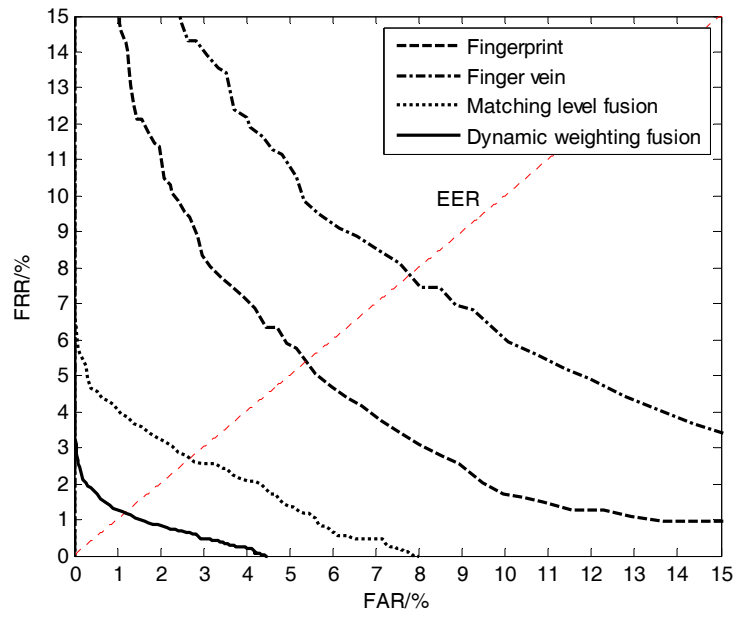 15
14
13
12
11
10
9
8
7
6
5
4
3
2
1
0
FRR/%
Fingerprint
Finger vein
Matching level fusion
Dynamic weighting fusion
EER
0 1 2 3 4 5 6 7 8 9 10 11 12 13 14 15
FAR/%